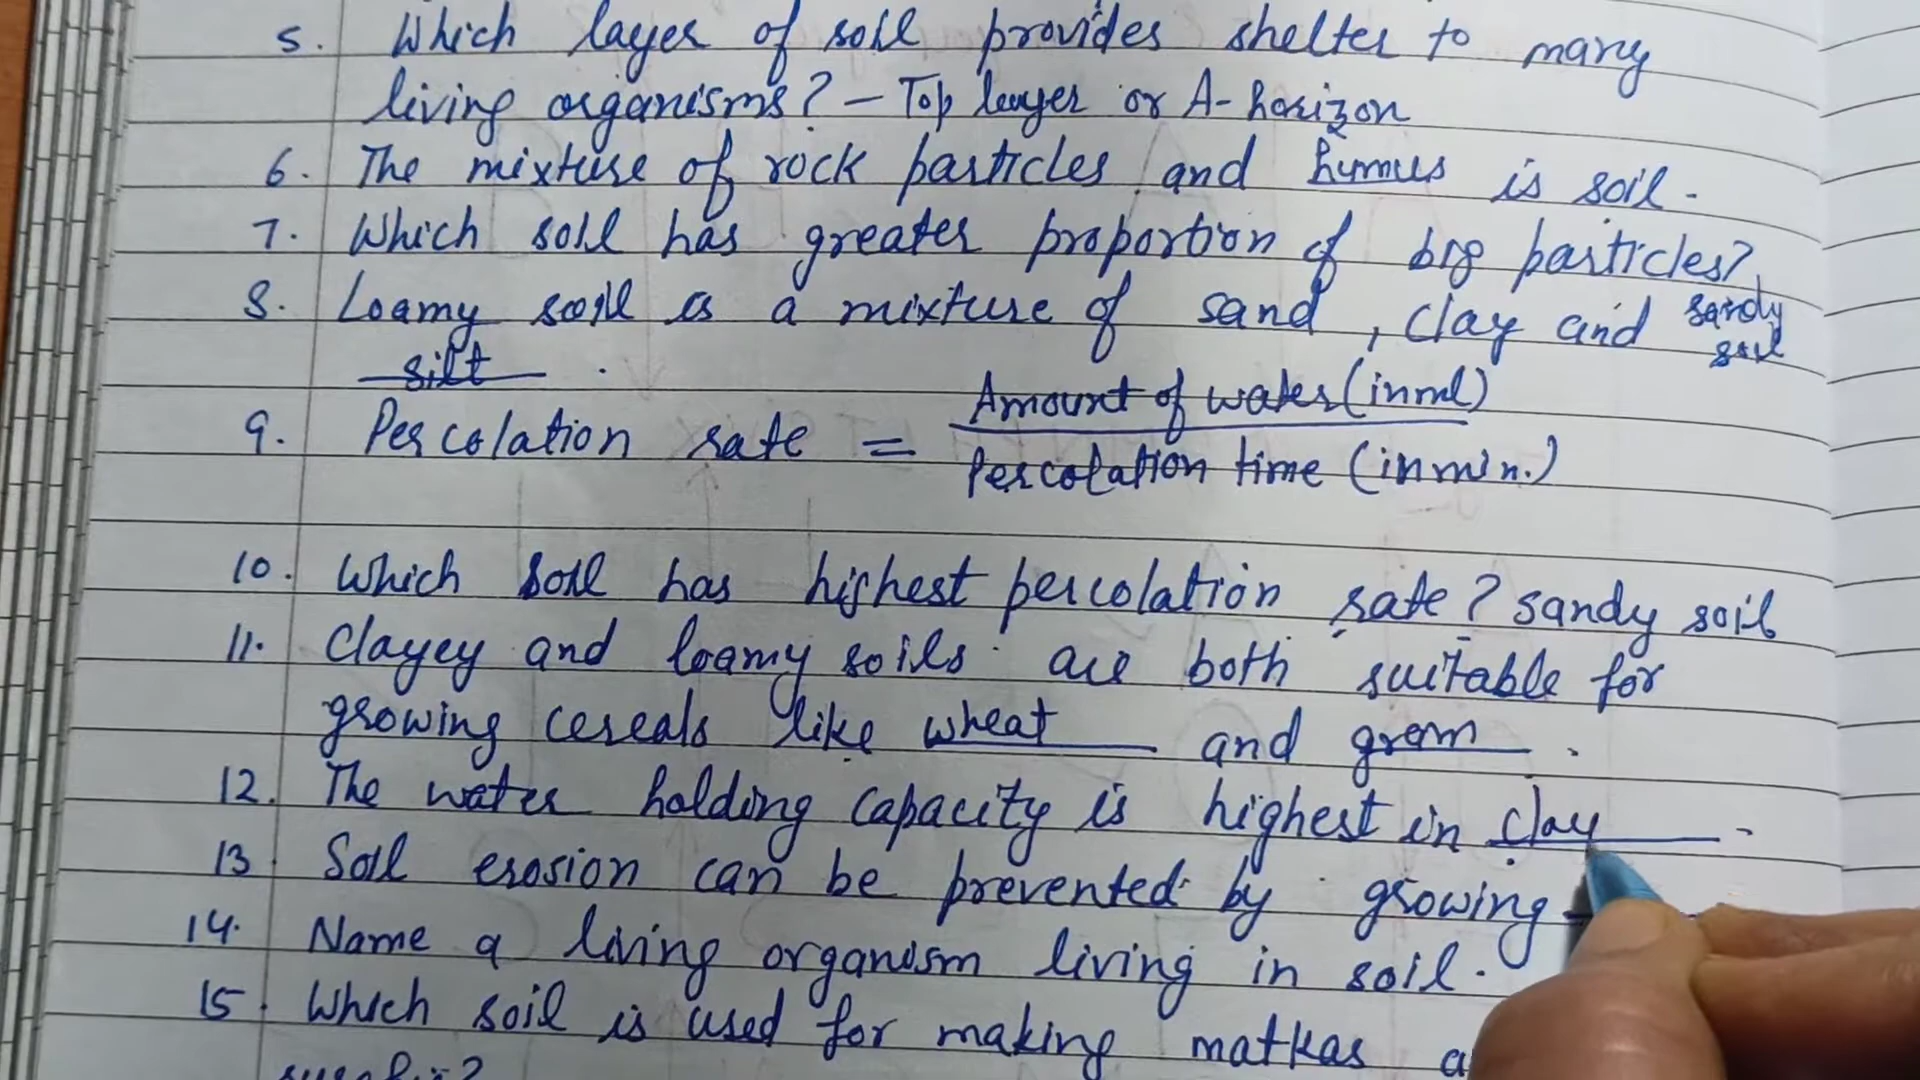 5. Which layer of soil provides shelter to many
living organisms? – Top layer or A-horizon
6. The mixture of rock particles and humus is soil.
7. Which soil has greater proportion of big particles?
sandy soil
8. Loamy soil is a mixture of sand, clay and
silt.
9. Percolation rate = Amount of water (in ml)
Percolation time (in min.)
10. Which soil has highest percolation rate? Sandy soil
11. Clayey and loamy soils are both suitable for
growing cereals like wheat and gram.
12. The water holding capacity is highest in clay.
13. Soil erosion can be prevented by growing
14. Name a living organism living in soil.
15. Which soil is used for making matkas